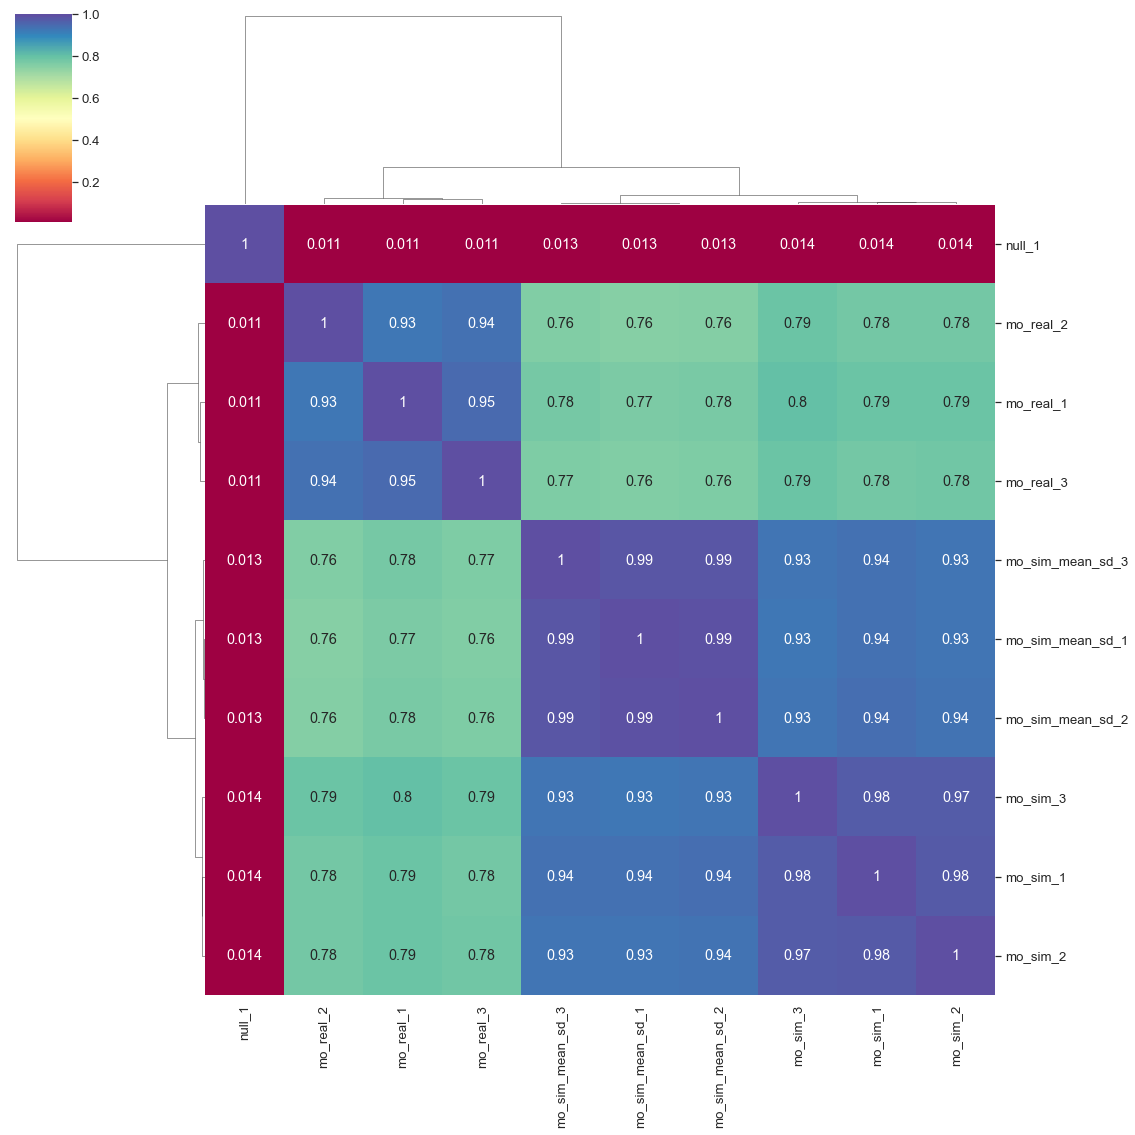 1.0
0.8
0.6
0.4
0.2
1 0.011 0.011 0.011 0.013 0.013 0.013 0.014 0.014 0.014 null_1
0.011 1 0.93 0.94 0.76 0.76 0.76 0.79 0.78 0.78 mo_real_2
0.011 0.93 1 0.95 0.78 0.77 0.78 0.8 0.79 0.79 mo_real_1
0.011 0.94 0.95 1 0.77 0.76 0.76 0.79 0.78 0.78 mo_real_3
0.013 0.76 0.78 0.77 1 0.99 0.99 0.93 0.94 0.93 mo_sim_mean_sd_3
0.013 0.76 0.77 0.76 0.99 1 0.99 0.93 0.94 0.93 mo_sim_mean_sd_1
0.013 0.76 0.78 0.76 0.99 0.99 1 0.93 0.94 0.94 mo_sim_mean_sd_2
0.014 0.79 0.8 0.79 0.93 0.93 0.93 1 0.98 0.97 mo_sim_3
0.014 0.78 0.79 0.78 0.94 0.94 0.94 0.98 1 0.98 mo_sim_1
0.014 0.78 0.79 0.78 0.93 0.93 0.94 0.97 0.98 1 mo_sim_2
null_1
mo_real_2
mo_real_1
mo_real_3
mo_sim_mean_sd_3
mo_sim_mean_sd_1
mo_sim_mean_sd_2
mo_sim_3
mo_sim_1
mo_sim_2